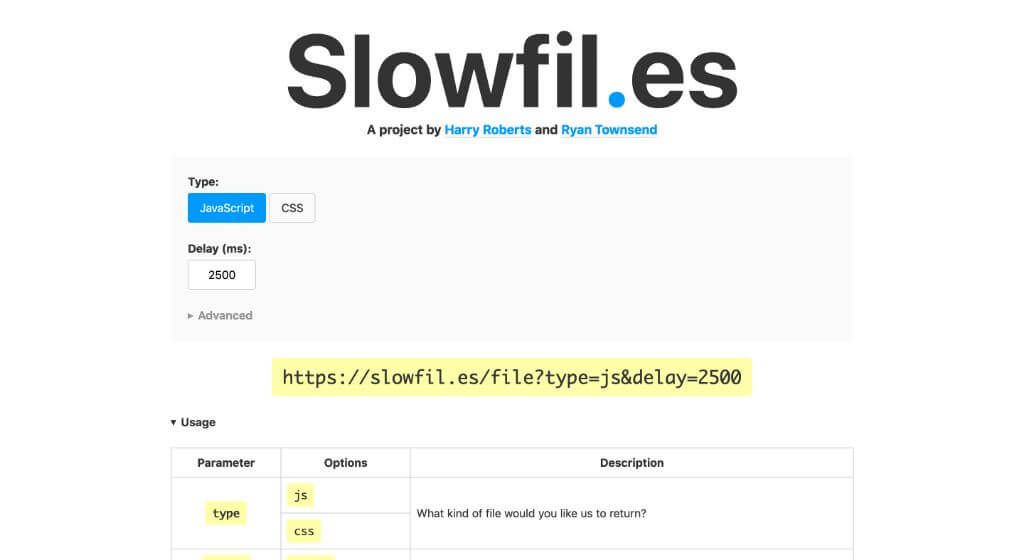 Slowfil.es
A project by Harry Roberts and Ryan Townsend
Type:
JavaScript CSS
Delay (ms):
2500
▸ Advanced
https://slowfil.es/file?type=js&delay=2500
▾ Usage
Parameter Options Description
type js What kind of file would you like us to return?
css